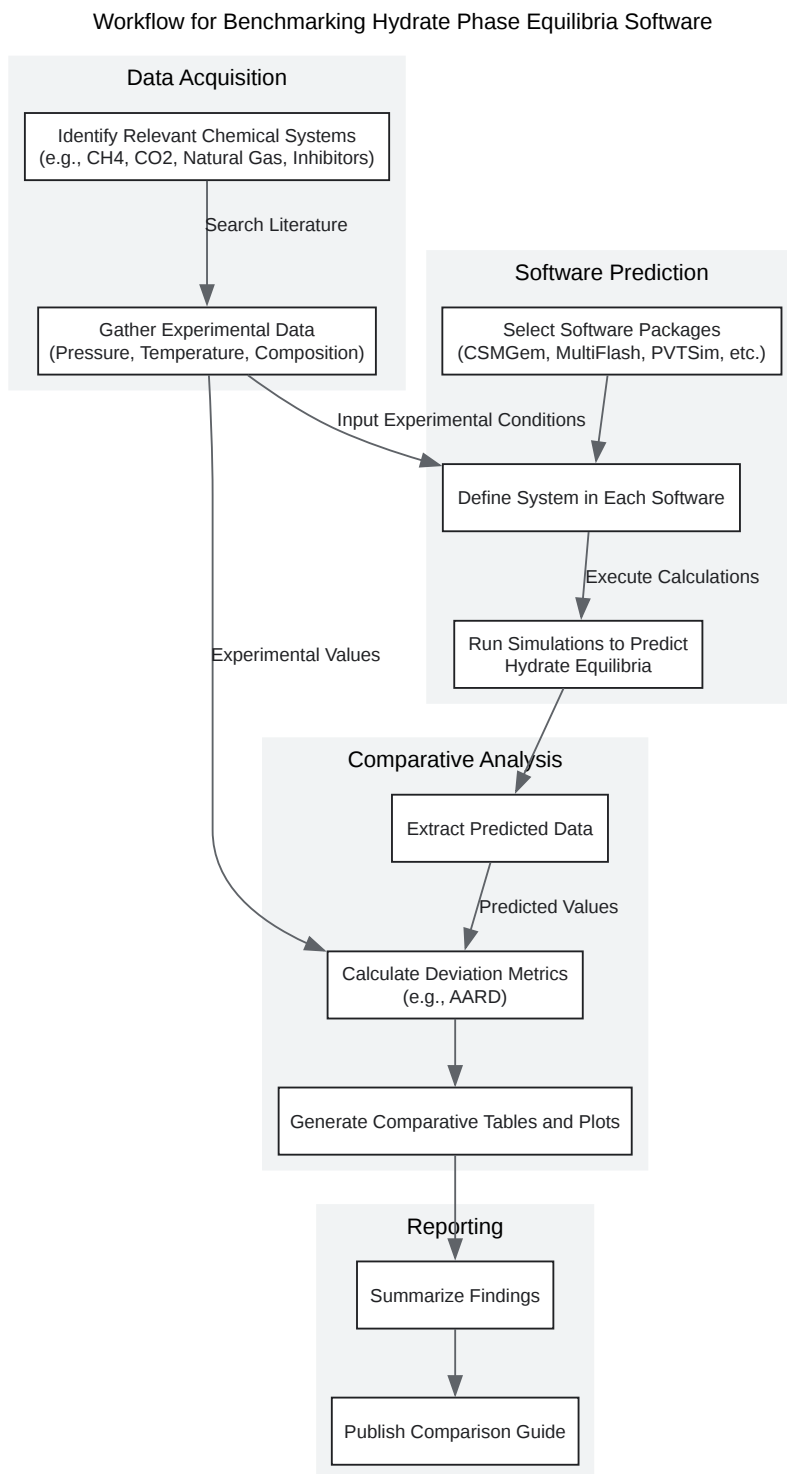 Workflow for Benchmarking Hydrate Phase Equilibria Software
Data Acquisition
Identify Relevant Chemical Systems
(e.g., CH4, CO2, Natural Gas, Inhibitors)
Search Literature
Gather Experimental Data
(Pressure, Temperature, Composition)
Software Prediction
Select Software Packages
(CSMGem, MultiFlash, PVTSim, etc.)
Input Experimental Conditions
Define System in Each Software
Execute Calculations
Run Simulations to Predict
Hydrate Equilibria
Experimental Values
Comparative Analysis
Extract Predicted Data
Predicted Values
Calculate Deviation Metrics
(e.g., AARD)
Generate Comparative Tables and Plots
Reporting
Summarize Findings
Publish Comparison Guide